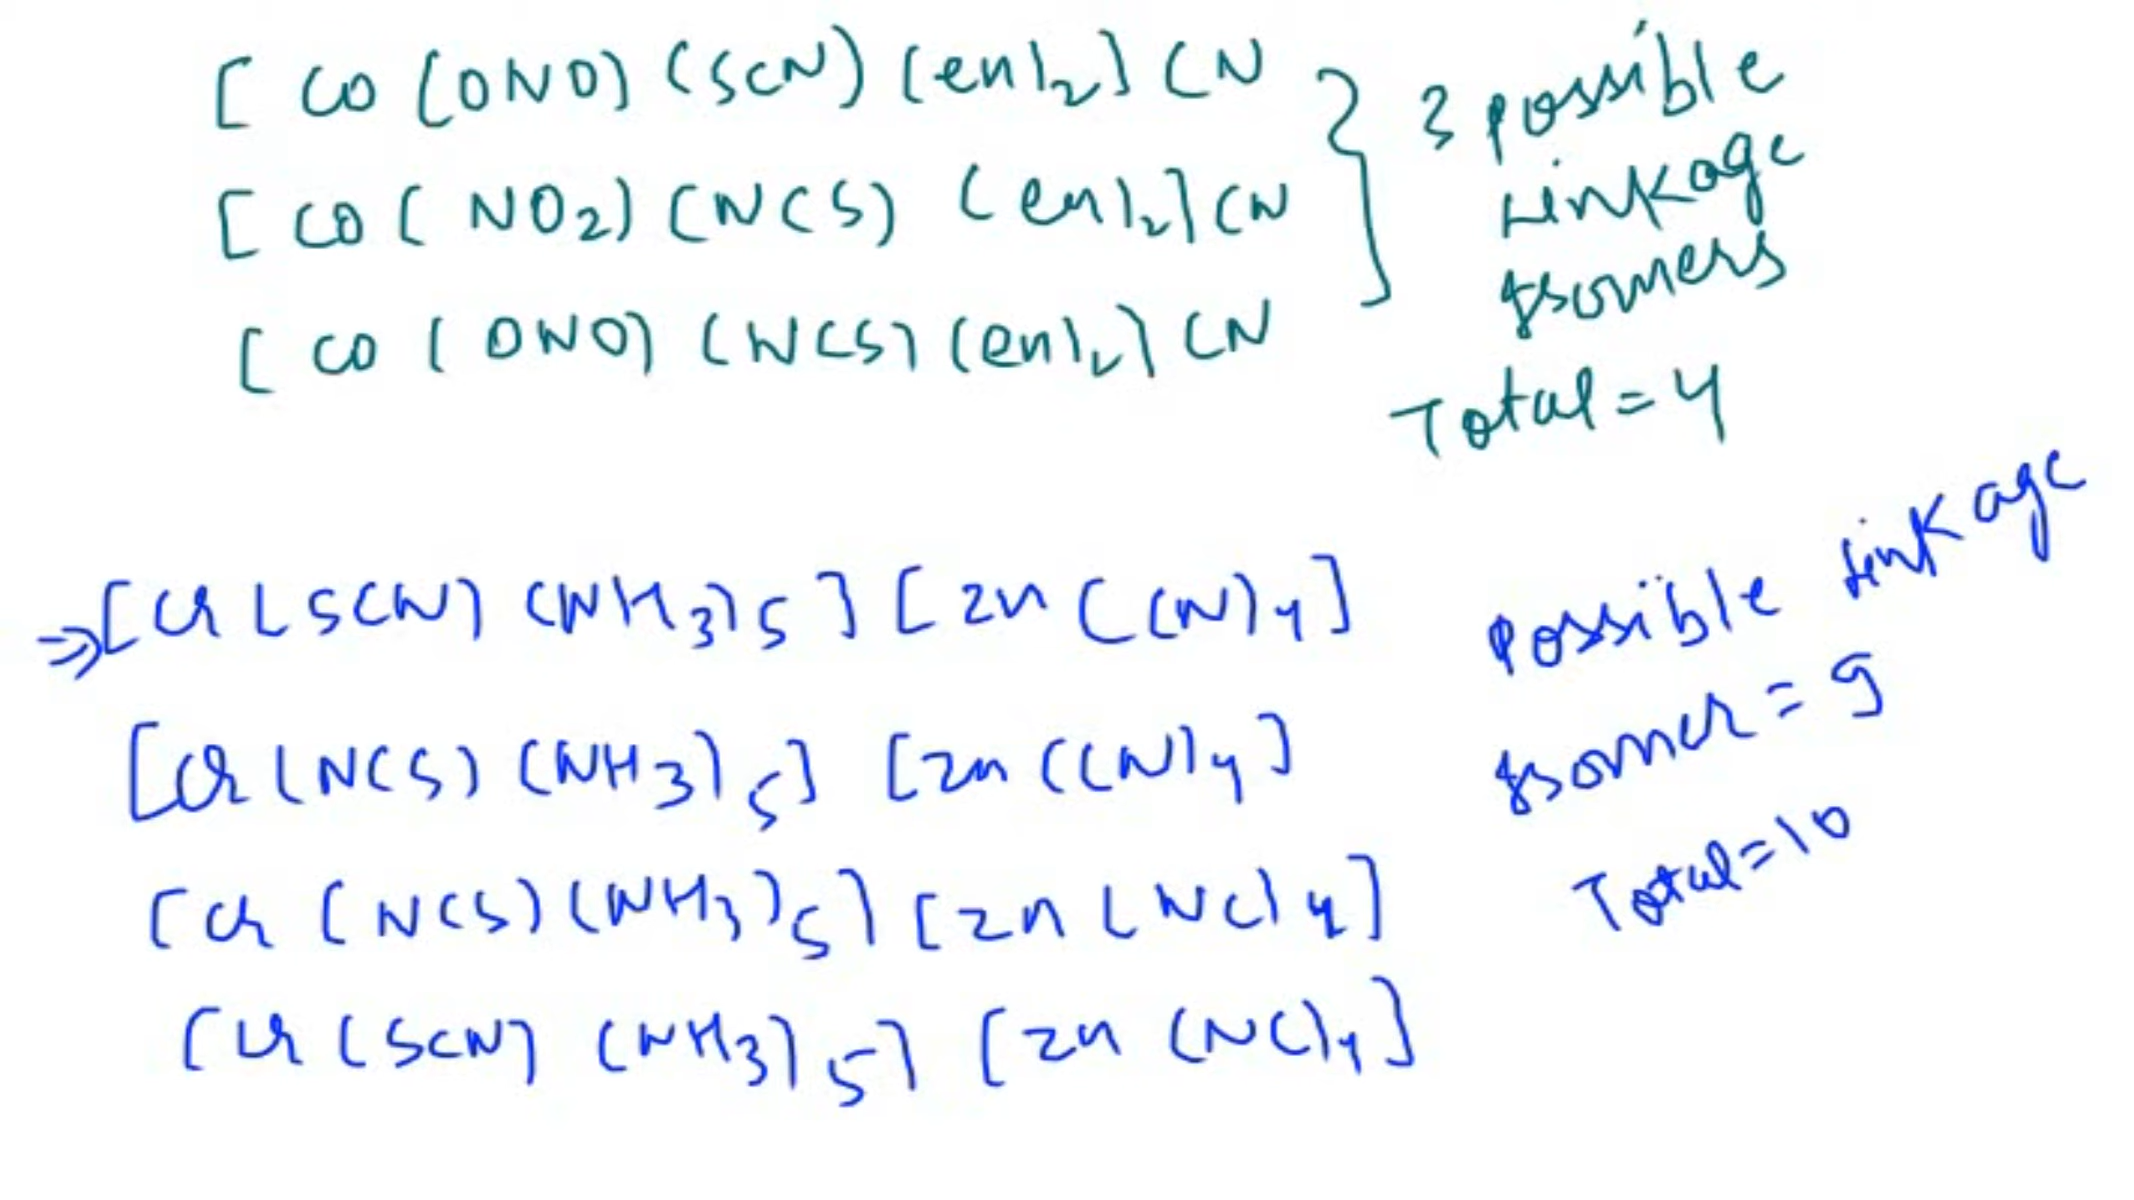 [CO(ONO)(SCN)(en)2]CN
[CO(NO2)(NCS)(en)2]CN
[CO(ONO)(NCS)(en)2]CN
} 3 possible
Linkage
Isomers
Total = 4
⇒[Cr(SCN)(NH3)5][Zn(CN)4]
[Cr(NCS)(NH3)5][Zn(CN)4]
[Cr(NCS)(NH3)5][Zn(NC)4]
[Cr(SCN)(NH3)5][Zn(NC)4]
Possible Linkage
Isomer = 9
Total = 10